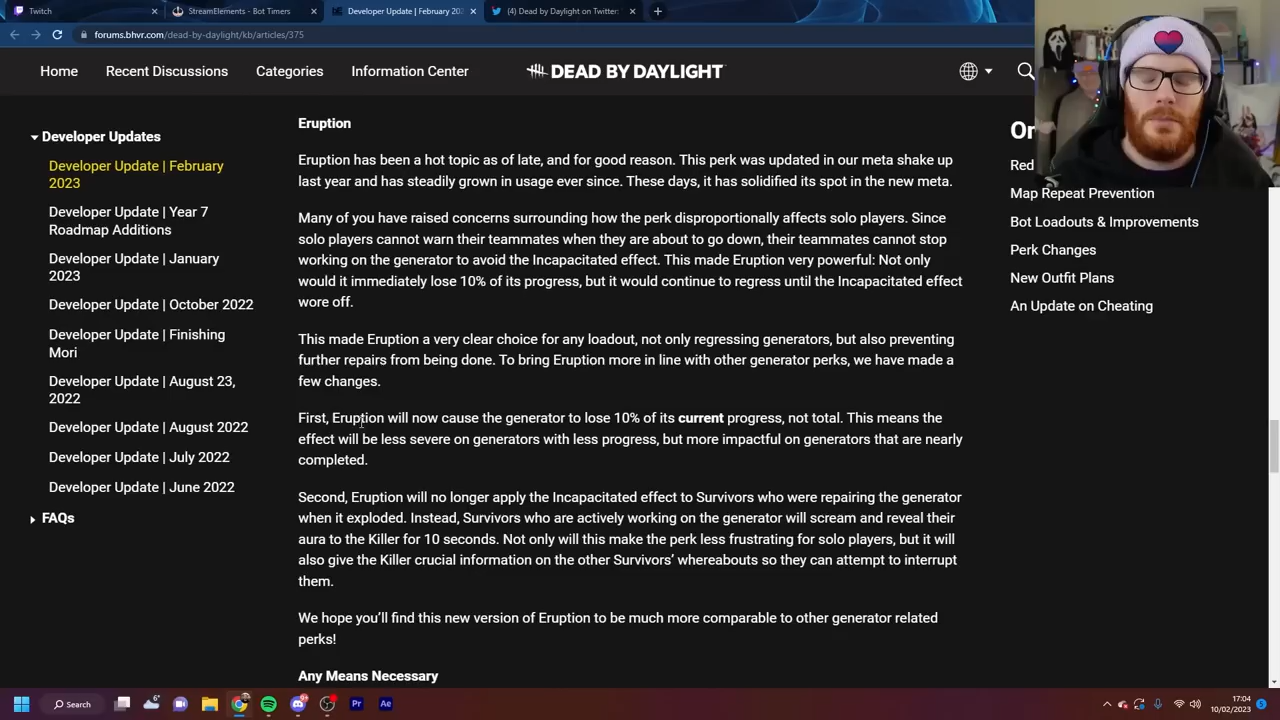 Twitch
StreamElements - Bot Timers
Developer Update | February 202
(4) Dead by Daylight on Twitter:
forums.bhvr.com/dead-by-daylight/kb/articles/375
Home
Recent Discussions
Categories
Information Center
DEAD BY DAYLIGHT
Developer Updates
Developer Update | February
2023
Developer Update | Year 7
Roadmap Additions
Developer Update | January
2023
Developer Update | October 2022
Developer Update | Finishing
Mori
Developer Update | August 23,
2022
Developer Update | August 2022
Developer Update | July 2022
Developer Update | June 2022
FAQs
Eruption
Eruption has been a hot topic as of late, and for good reason. This perk was updated in our meta shake up
last year and has steadily grown in usage ever since. These days, it has solidified its spot in the new meta.
Many of you have raised concerns surrounding how the perk disproportionally affects solo players. Since
solo players cannot warn their teammates when they are about to go down, their teammates cannot stop
working on the generator to avoid the Incapacitated effect. This made Eruption very powerful: Not only
would it immediately lose 10% of its progress, but it would continue to regress until the Incapacitated effect
wore off.
This made Eruption a very clear choice for any loadout, not only regressing generators, but also preventing
further repairs from being done. To bring Eruption more in line with other generator perks, we have made a
few changes.
First, Eruption will now cause the generator to lose 10% of its current progress, not total. This means the
effect will be less severe on generators with less progress, but more impactful on generators that are nearly
completed.
Second, Eruption will no longer apply the Incapacitated effect to Survivors who were repairing the generator
when it exploded. Instead, Survivors who are actively working on the generator will scream and reveal their
aura to the Killer for 10 seconds. Not only will this make the perk less frustrating for solo players, but it will
also give the Killer crucial information on the other Survivors' whereabouts so they can attempt to interrupt
them.
We hope you'll find this new version of Eruption to be much more comparable to other generator related
perks!
Any Means Necessary
Or
Red
Map Repeat Prevention
Bot Loadouts & Improvements
Perk Changes
New Outfit Plans
An Update on Cheating
Search
6°
Pr
Ae
17:04
10/02/2023